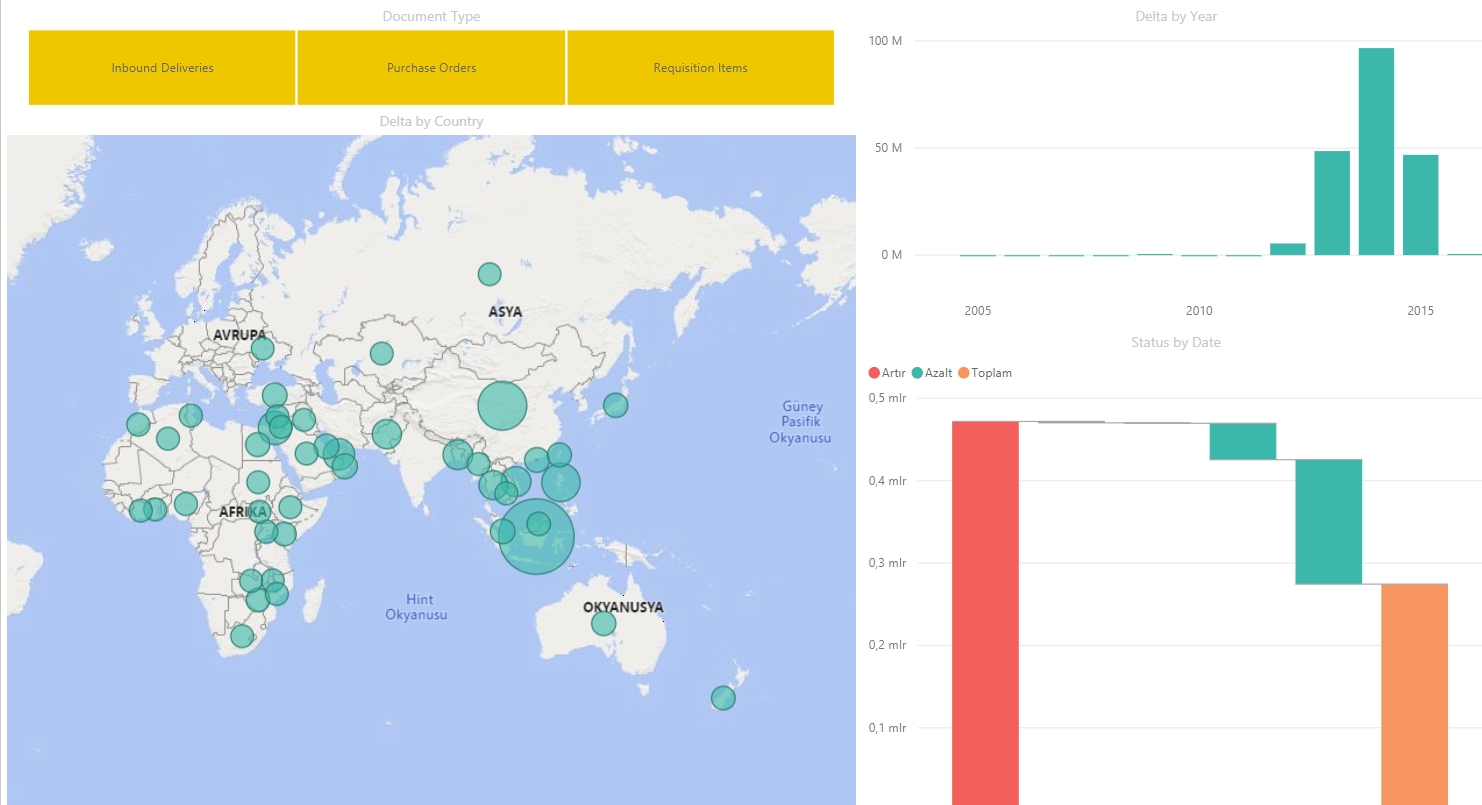 Document Type
Inbound Deliveries
Purchase Orders
Requisition Items
Delta by Country
ASYA
AVRUPA
AFRIKA
Güney
Pasifik
Okyanusu
Hint
Okyanusu
OKYANUSYA
Delta by Year
100 M
50 M
0 M
2005
2010
2015
Status by Date
Artır
Azalt
Toplam
0,5 mlr
0,4 mlr
0,3 mlr
0,2 mlr
0,1 mlr